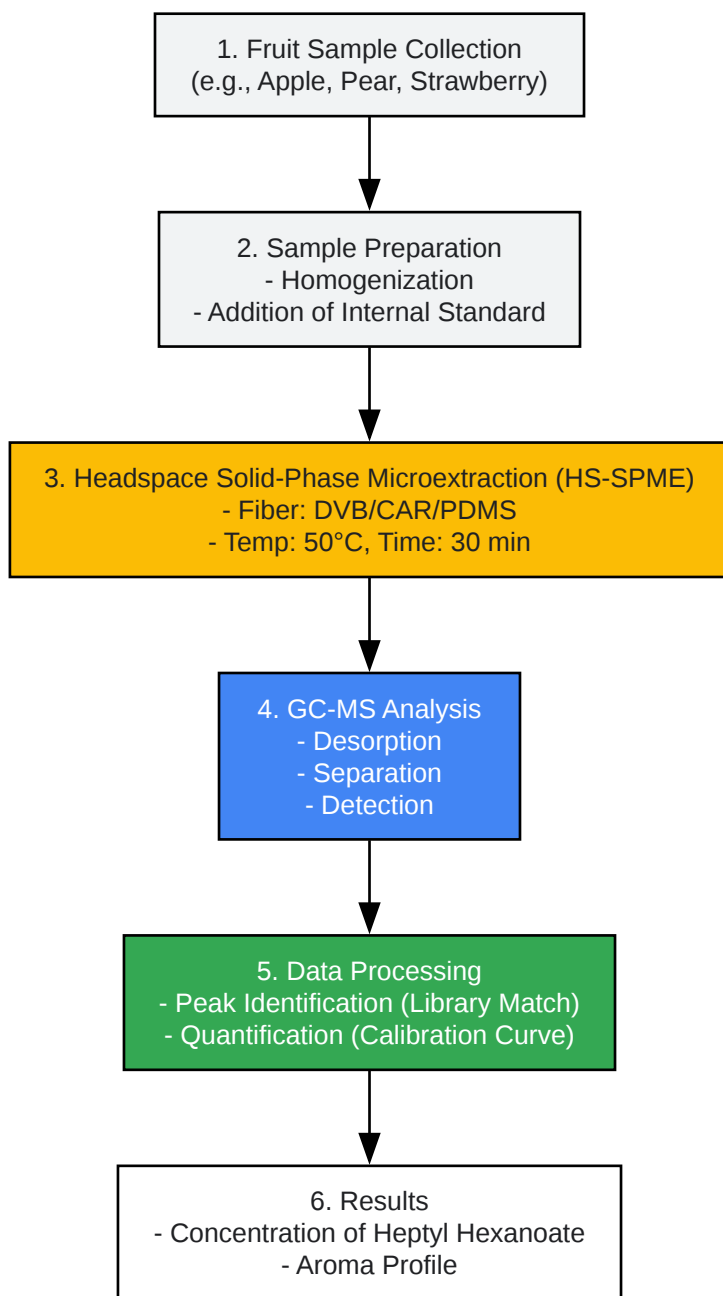 1. Fruit Sample Collection
(e.g., Apple, Pear, Strawberry)
2. Sample Preparation
- Homogenization
- Addition of Internal Standard
3. Headspace Solid-Phase Microextraction (HS-SPME)
- Fiber: DVB/CAR/PDMS
- Temp: 50°C, Time: 30 min
4. GC-MS Analysis
- Desorption
- Separation
- Detection
5. Data Processing
- Peak Identification (Library Match)
- Quantification (Calibration Curve)
6. Results
- Concentration of Heptyl Hexanoate
- Aroma Profile